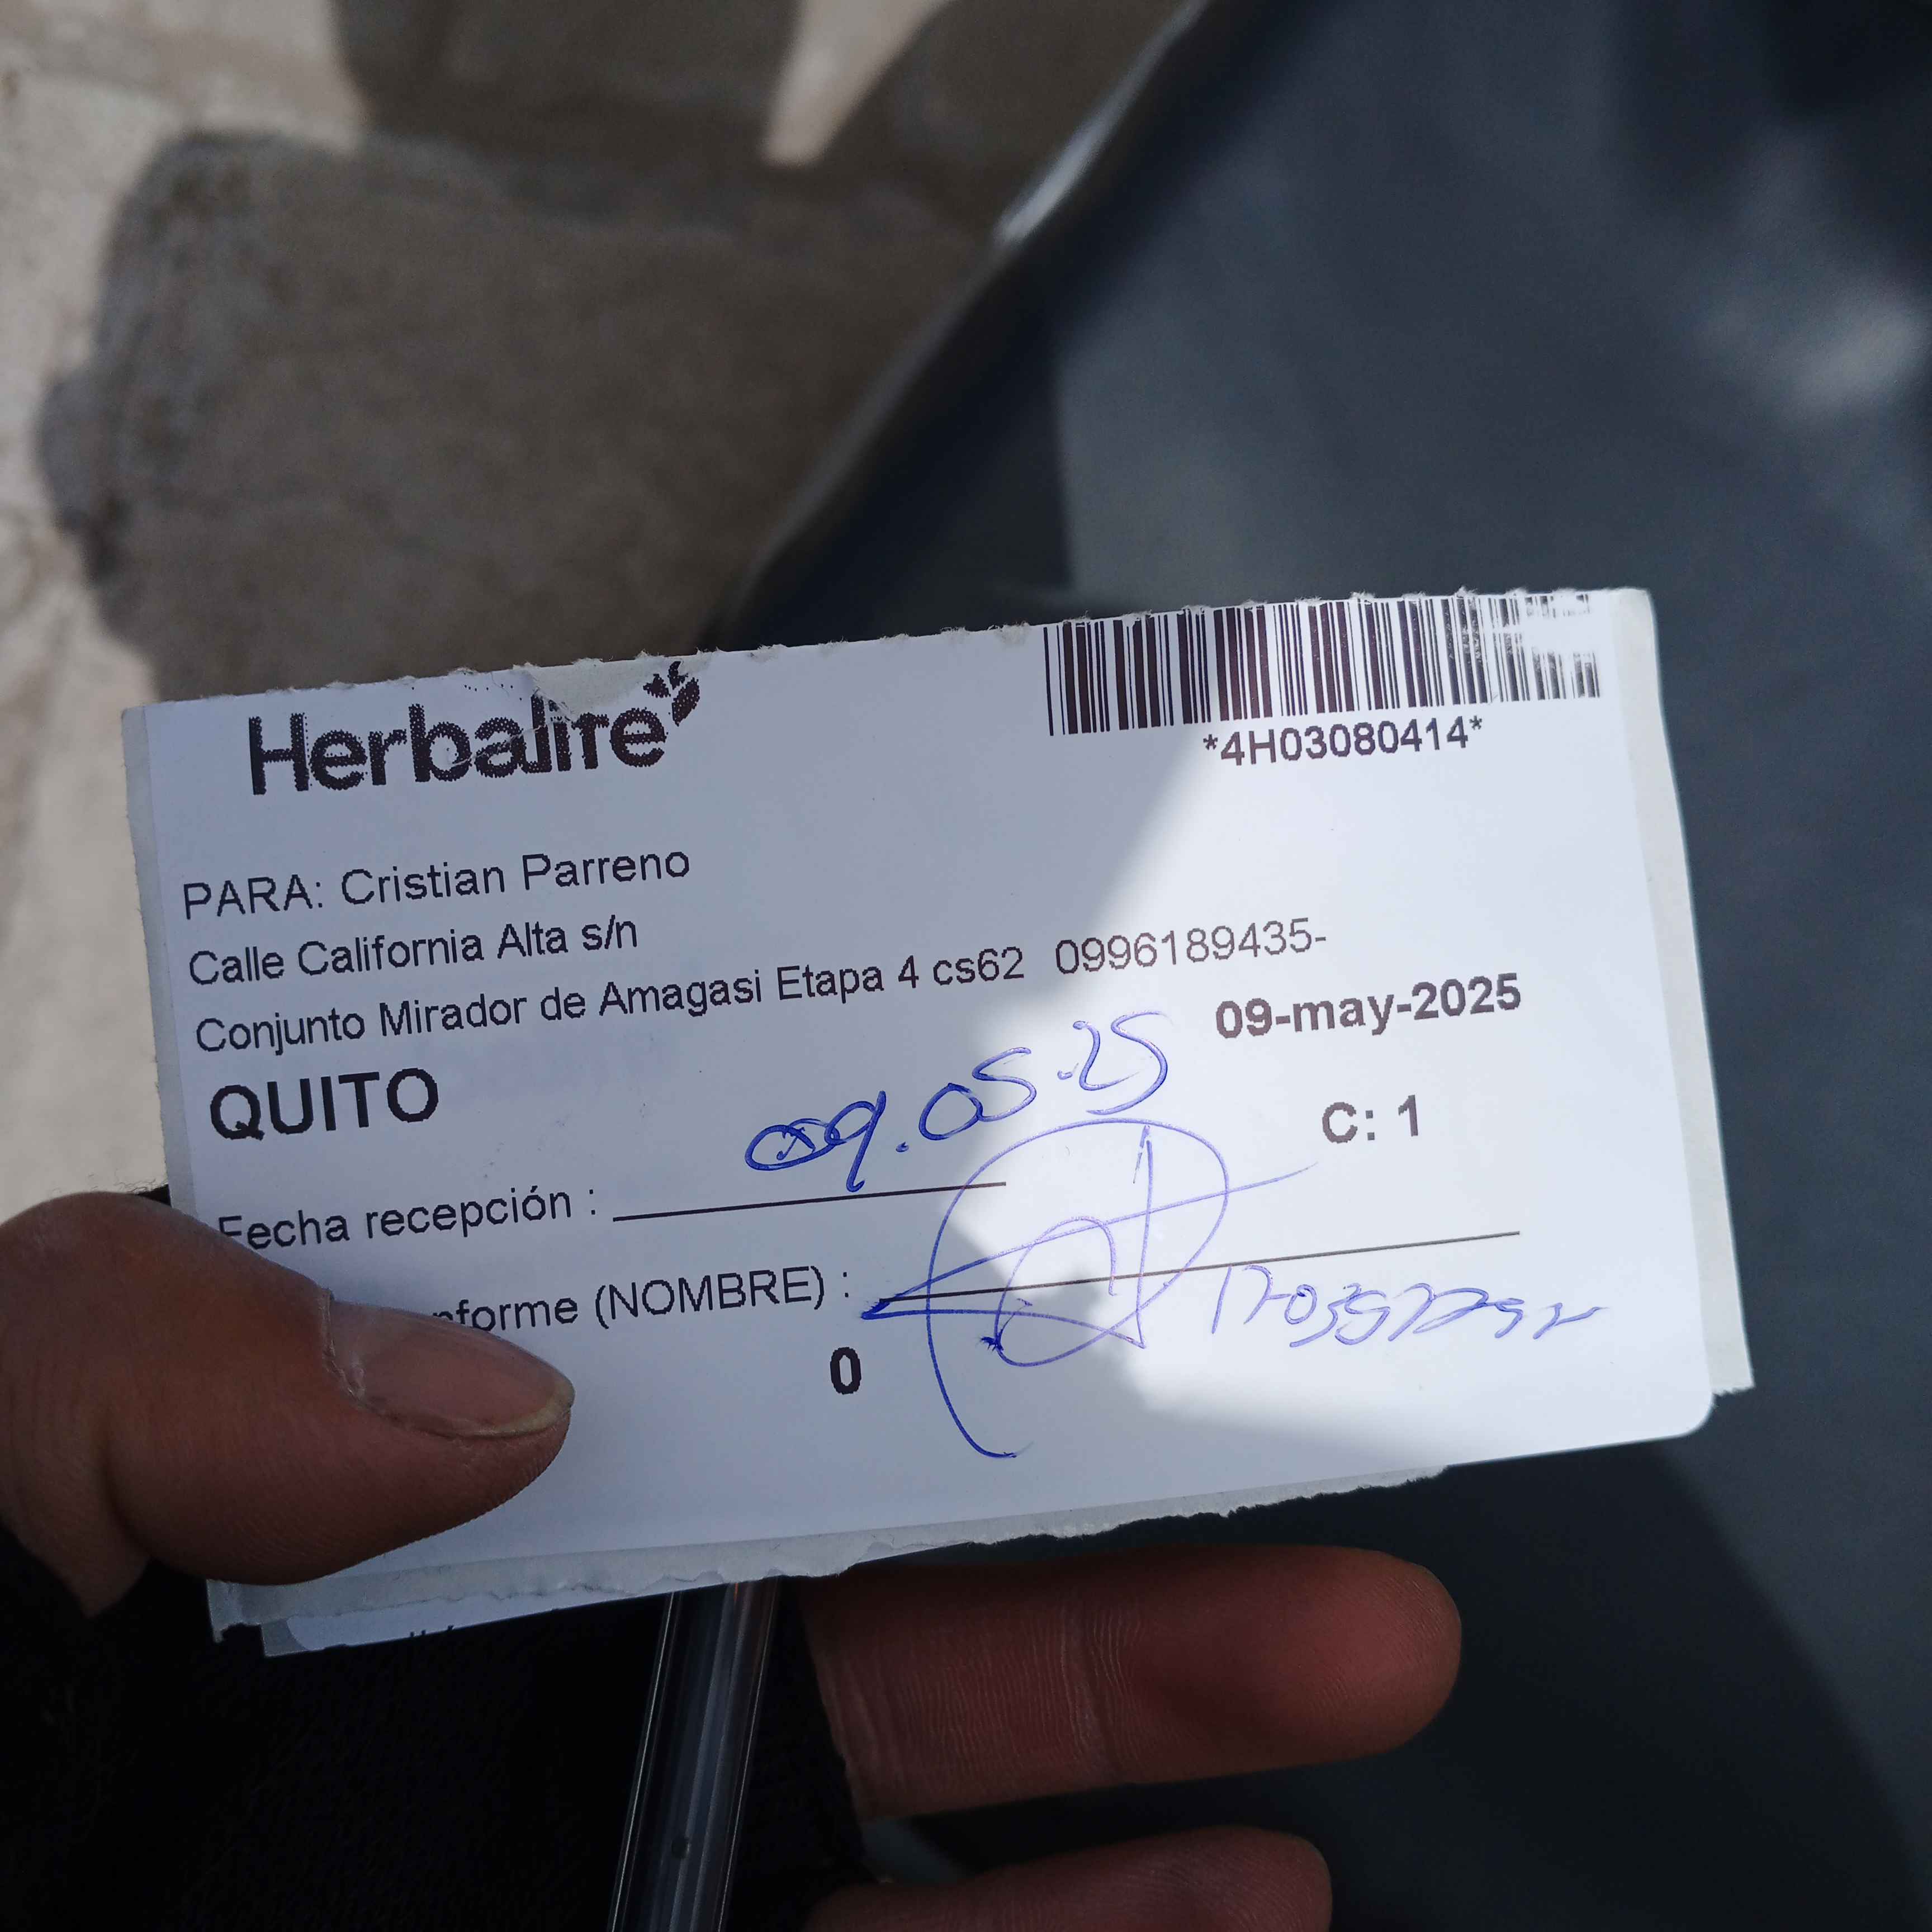 Herbalife
*4H03080414*
PARA: Cristian Parreno
Calle California Alta s/n
Conjunto Mirador de Amagasi Etapa 4 cs62 0996189435-
09-may-2025
QUITO
09.05.25
C: 1
Fecha recepción :
(NOMBRE) :
0